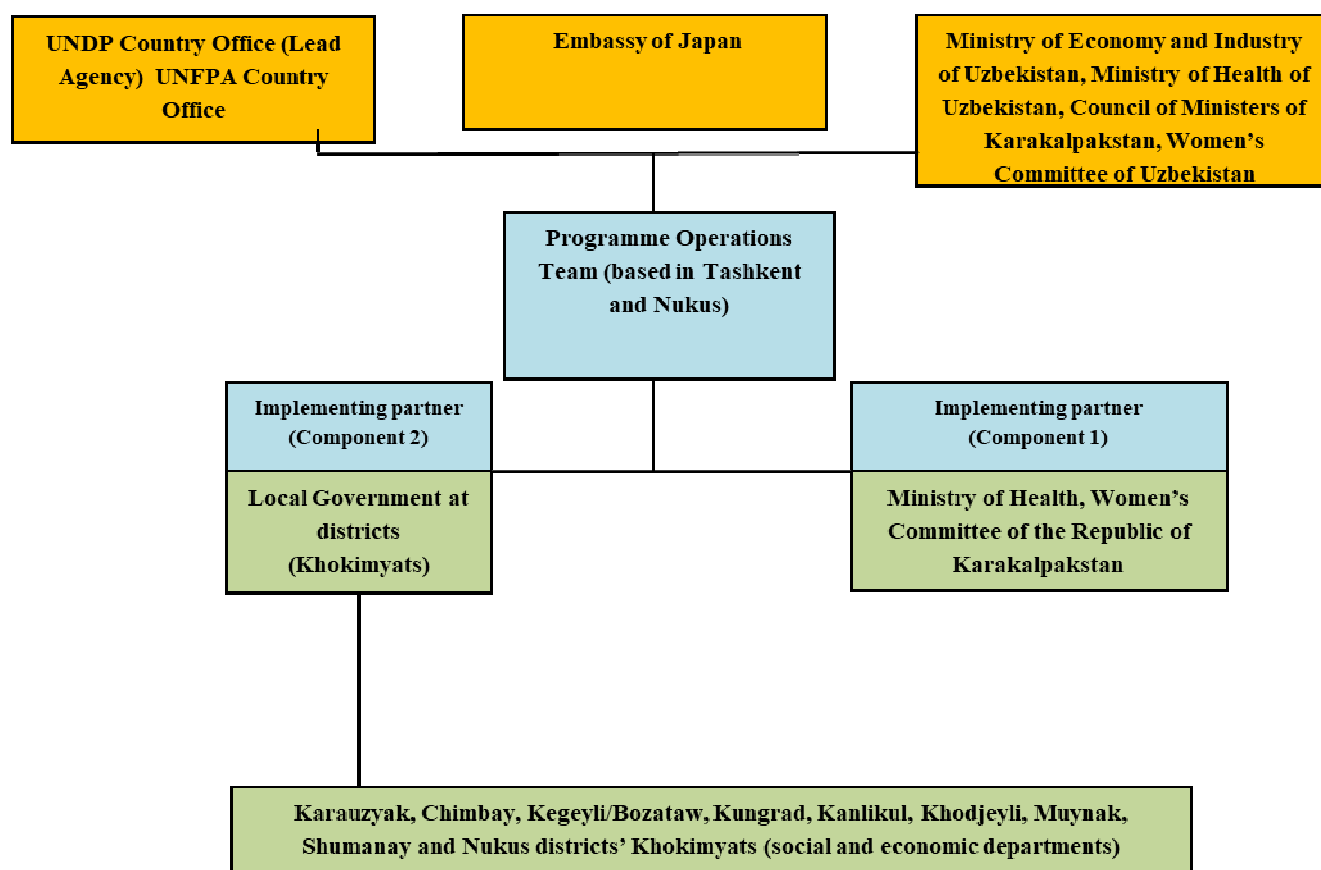 UNDP Country Office (Lead
Agency) UNFPA Country
Office
Embassy of Japan
Ministry of Economy and Industry
of Uzbekistan, Ministry of Health of
Uzbekistan, Council of Ministers of
Karakalpakstan, Women’s
Committee of Uzbekistan
Programme Operations
Team (based in Tashkent
and Nukus)
Implementing partner
(Component 2)
Local Government at
districts
(Khokimyats)
Implementing partner
(Component 1)
Ministry of Health, Women’s
Committee of the Republic of
Karakalpakstan
Karauzyak, Chimbay, Kegeyli/Bozataw, Kungrad, Kanlikul, Khodjeyli, Muynak,
Shumanay and Nukus districts’ Khokimyats (social and economic departments)